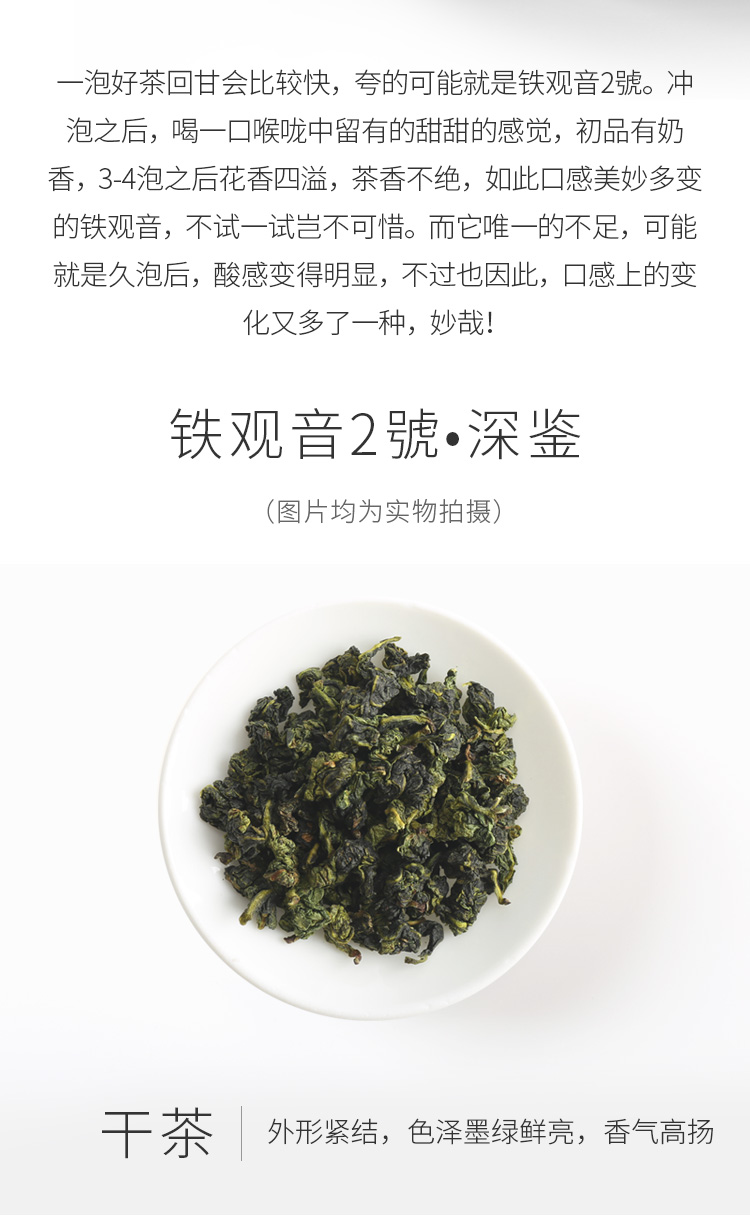 一泡好茶回甘会比较快，夸的可能就是铁观音2號。冲
泡之后，喝一口喉咙中留有的甜甜的感觉，初品有奶
香，3-4泡之后花香四溢，茶香不绝，如此口感美妙多变
的铁观音，不试一试岂不可惜。而它唯一的不足，可能
就是久泡后，酸感变得明显，不过也因此，口感上的变
化又多了一种，妙哉！
铁观音2號•深鉴
（图片均为实物拍摄）
干茶
外形紧结，色泽墨绿鲜亮，香气高扬